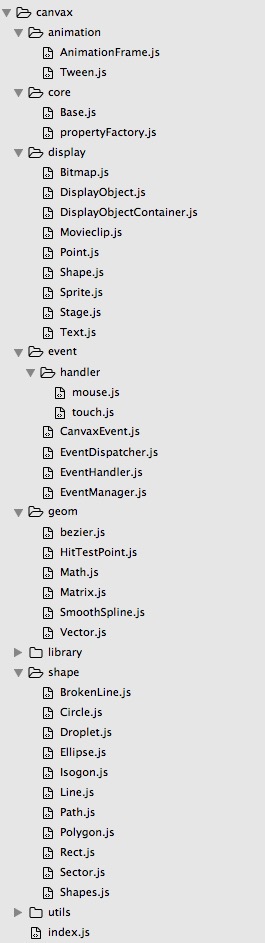 canvax
animation
AnimationFrame.js
Tween.js
core
Base.js
propertyFactory.js
display
Bitmap.js
DisplayObject.js
DisplayObjectContainer.js
Movieclip.js
Point.js
Shape.js
Sprite.js
Stage.js
Text.js
event
handler
mouse.js
touch.js
CanvaxEvent.js
EventDispatcher.js
EventHandler.js
EventManager.js
geom
bezier.js
HitTestPoint.js
Math.js
Matrix.js
SmoothSpline.js
Vector.js
library
shape
BrokenLine.js
Circle.js
Droplet.js
Ellipse.js
Isogon.js
Line.js
Path.js
Polygon.js
Rect.js
Sector.js
Shapes.js
utils
index.js